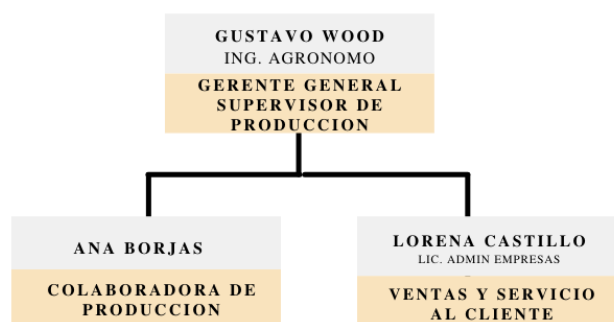 GUSTAVO WOOD
ING. AGRONOMO
GERENTE GENERAL
SUPERVISOR DE
PRODUCCION
ANA BORJAS
COLABORADORA DE
PRODUCCION
LORENA CASTILLO
LIC. ADMIN EMPRESAS
VENTAS Y SERVICIO
AL CLIENTE